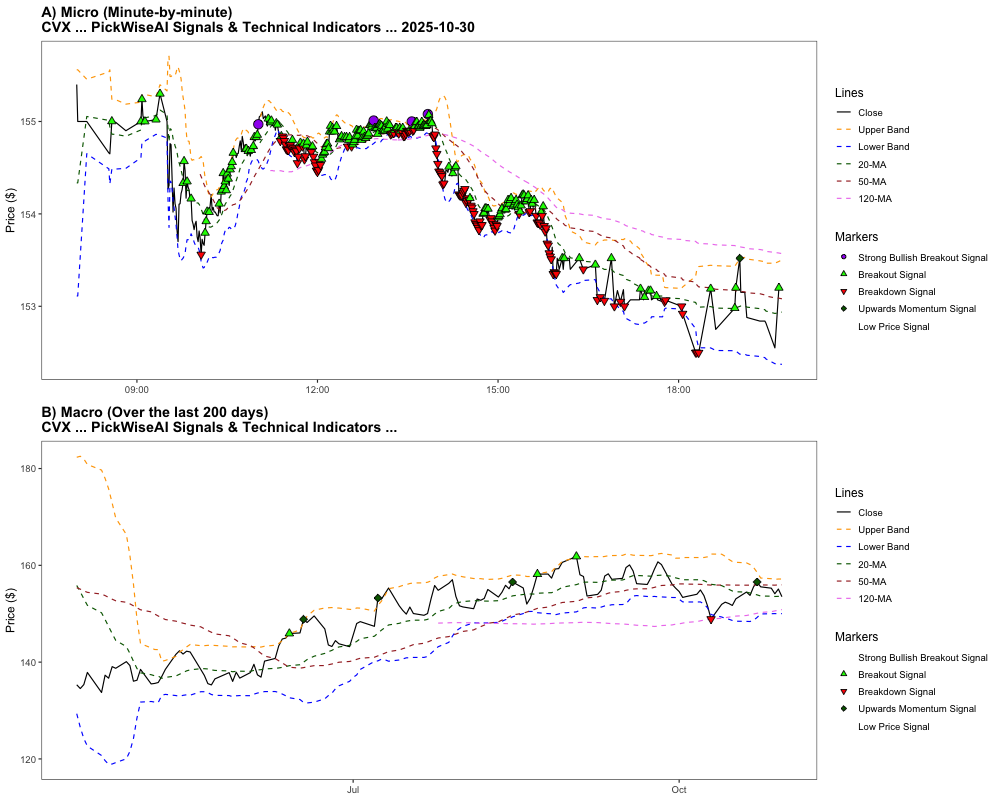 A) Micro (Minute-by-minute)
CVX ... PickWiseAI Signals & Technical Indicators ... 2025-10-30
Price ($)
155
154
153
09:00
12:00
15:00
18:00
Lines
Close
Upper Band
Lower Band
20-MA
50-MA
120-MA
Markers
Strong Bullish Breakout Signal
Breakout Signal
Breakdown Signal
Upwards Momentum Signal
Low Price Signal
B) Macro (Over the last 200 days)
CVX ... PickWiseAI Signals & Technical Indicators ...
Price ($)
180
160
140
120
Jul
Oct
Lines
Close
Upper Band
Lower Band
20-MA
50-MA
120-MA
Markers
Strong Bullish Breakout Signal
Breakout Signal
Breakdown Signal
Upwards Momentum Signal
Low Price Signal